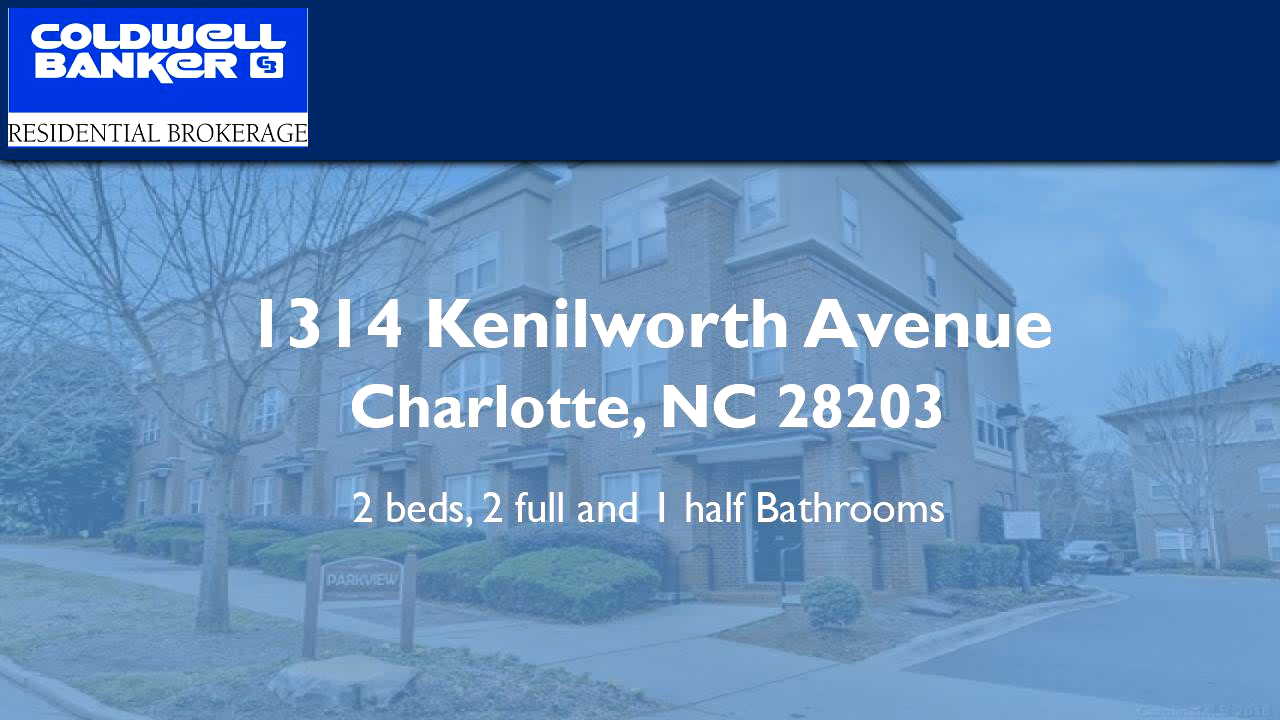 COLDWELL
BANKER CB
RESIDENTIAL BROKERAGE
1314 Kenilworth Avenue
Charlotte, NC 28203
2 beds, 2 full and 1 half Bathrooms
PARKVIEW